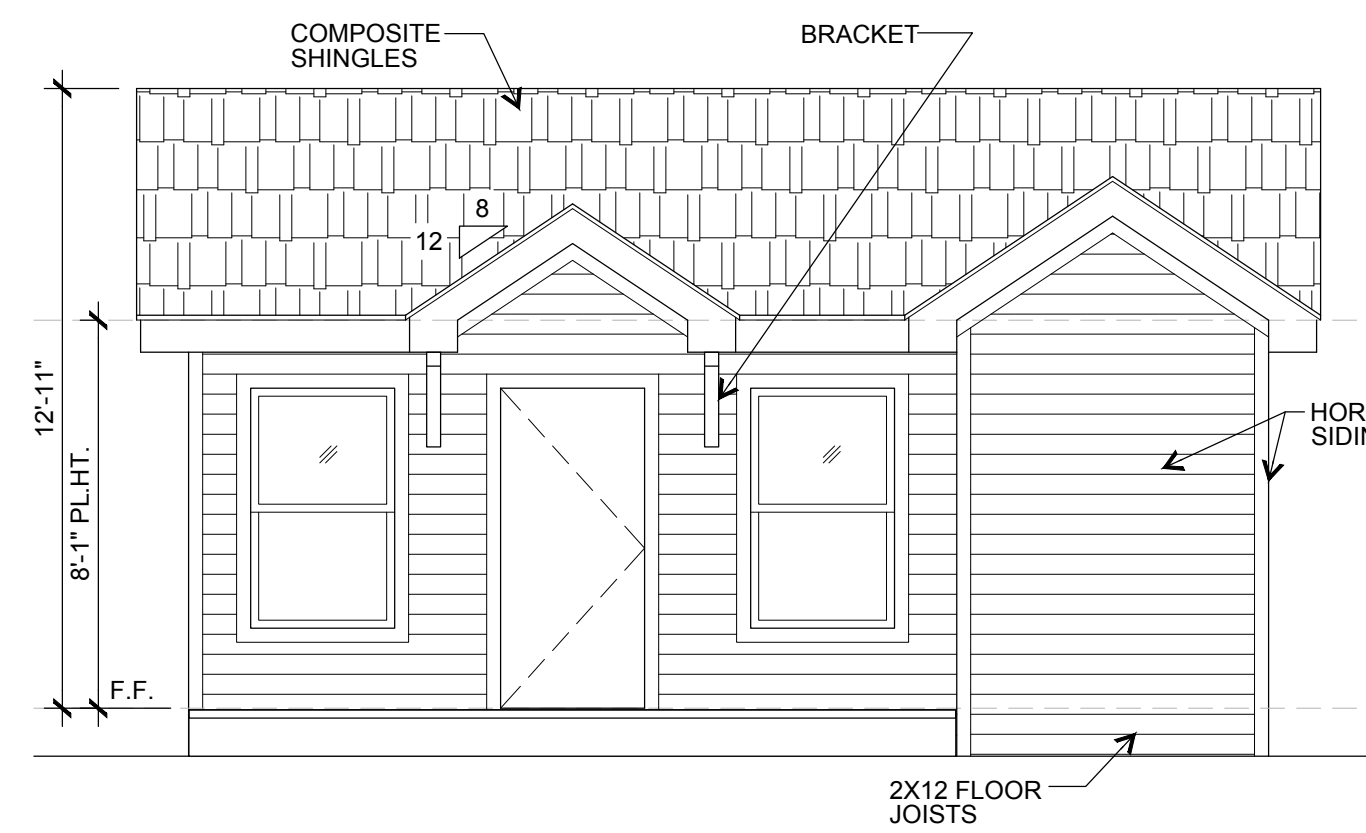 COMPOSITE
SHINGLES
BRACKET
8
12
12'-11"
8'-1" PL.HT.
F.F.
2X12 FLOOR
JOISTS